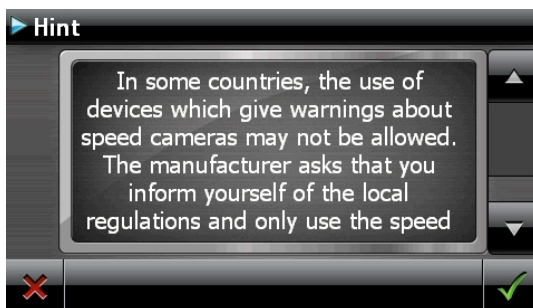 Hint
In some countries, the use of
devices which give warnings about
speed cameras may not be allowed.
The manufacturer asks that you
inform yourself of the local
regulations and only use the speed